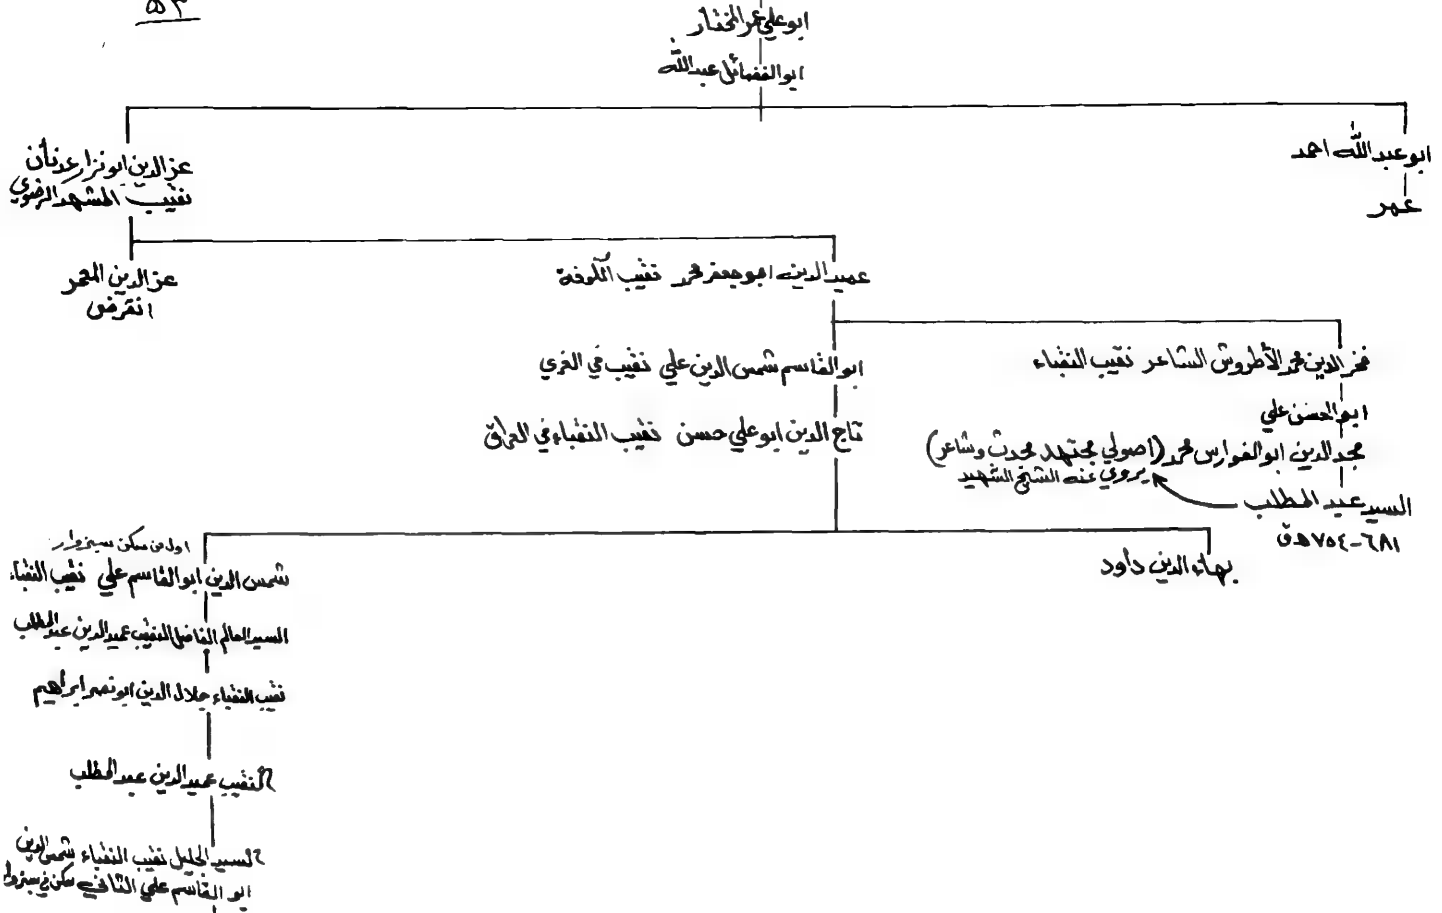 ٥٣
ابو علي عمر المختار
ابو الفضائل عبدالله
ابو عبد الله احمد
عمر
عز الدين ابو نزار عدنان
نقيب المشهد الرضوي
عميد الدين ابو جعفر محمد نقيب الكوفة
عز الدين المعمر
انقرض
فخر الدين محمد الأطروش الشاعر نقيب النقباء
ابو الحسن علي
مجد الدين ابو الفوارس محمد (اصولي مجتهد محدث وشاعر)
يروي عنه الشيخ الشهيد
السيد عبد المطلب
٦٨١-٧٥٤هـ ق
ابو القاسم شمس الدين علي نقيب في الغري
تاج الدين ابو علي حسن نقيب النقباء في العراق
بهاء الدين داود
اول من سكن سبزوار
شمس الدين ابو القاسم علي نقيب النقباء
السيد العالم الفاضل النقيب عميد الدين عبد المطلب
نقيب النقباء جلال الدين ابو نصر ابراهيم
النقيب عميد الدين عبد المطلب
السيد الجليل نقيب النقباء شمس الدين
ابو القاسم علي الثاني سكن في سبزوار